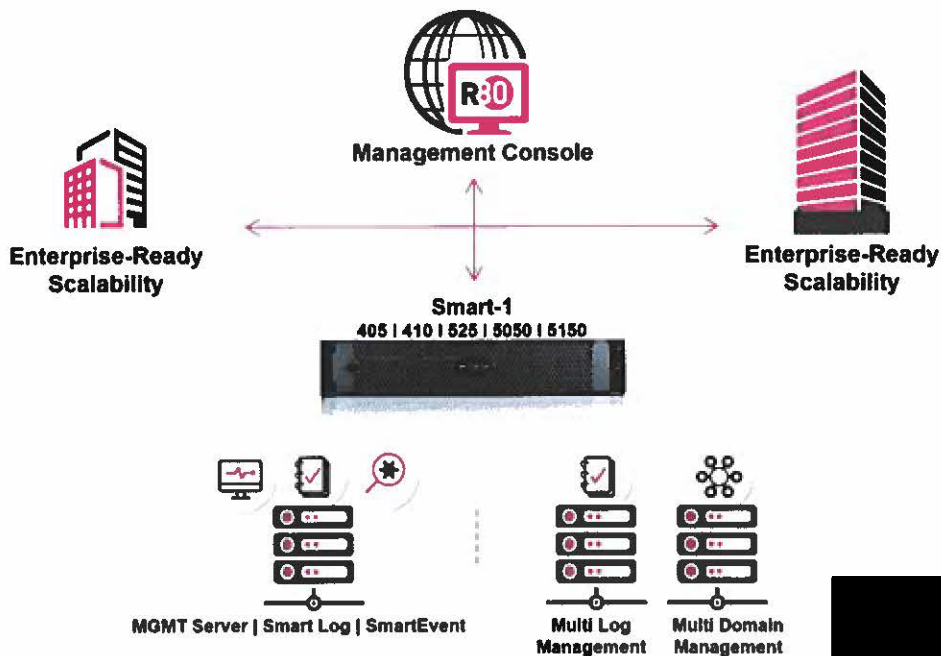 R80
Management Console
Enterprise-Ready
Scalability
Enterprise-Ready
Scalability
Smart-1
405 | 410 | 525 | 5050 | 5150
MGMT Server | Smart Log | SmartEvent
Multi Log
Management
Multi Domain
Management